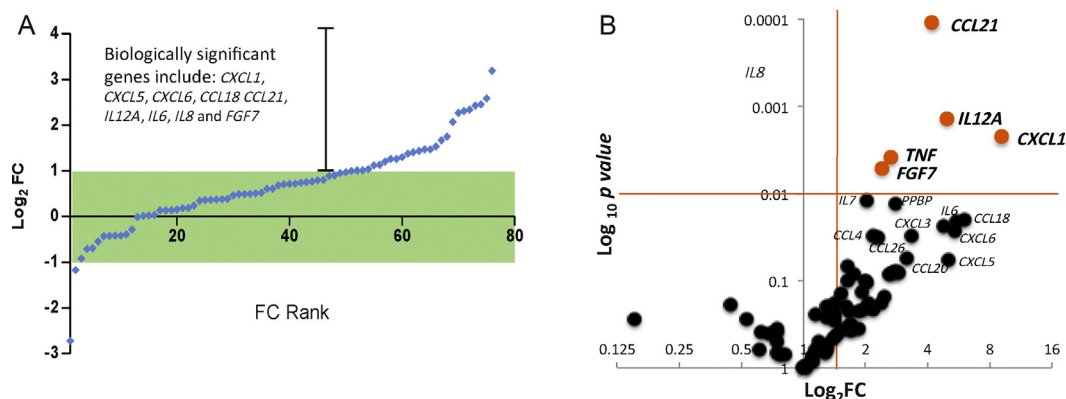 A
4
3
2
1
0
-1
-2
-3
Log2 FC
Biologically significant
genes include: CXCL1,
CXCL5, CXCL6, CCL18 CCL21,
IL12A, IL6, IL8 and FGF7
20
40
60
80
FC Rank
B
0.0001
0.001
0.01
0.1
1
Log 10 p value
IL8
CCL21
IL12A
CXCL1
TNF
FGF7
IL7
PPBP
IL6
CCL18
CXCL3
CXCL6
CCL4
CCL26
CCL20
CXCL5
0.125
0.25
0.5
1
2
4
8
16
Log2FC